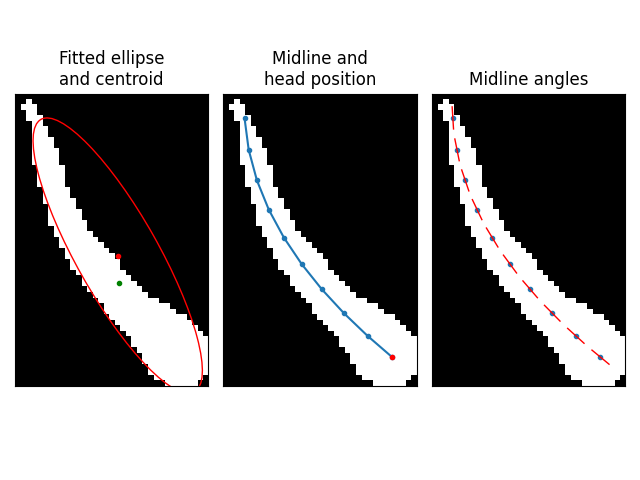 Fitted ellipse
and centroid
Midline and
head position
Midline angles